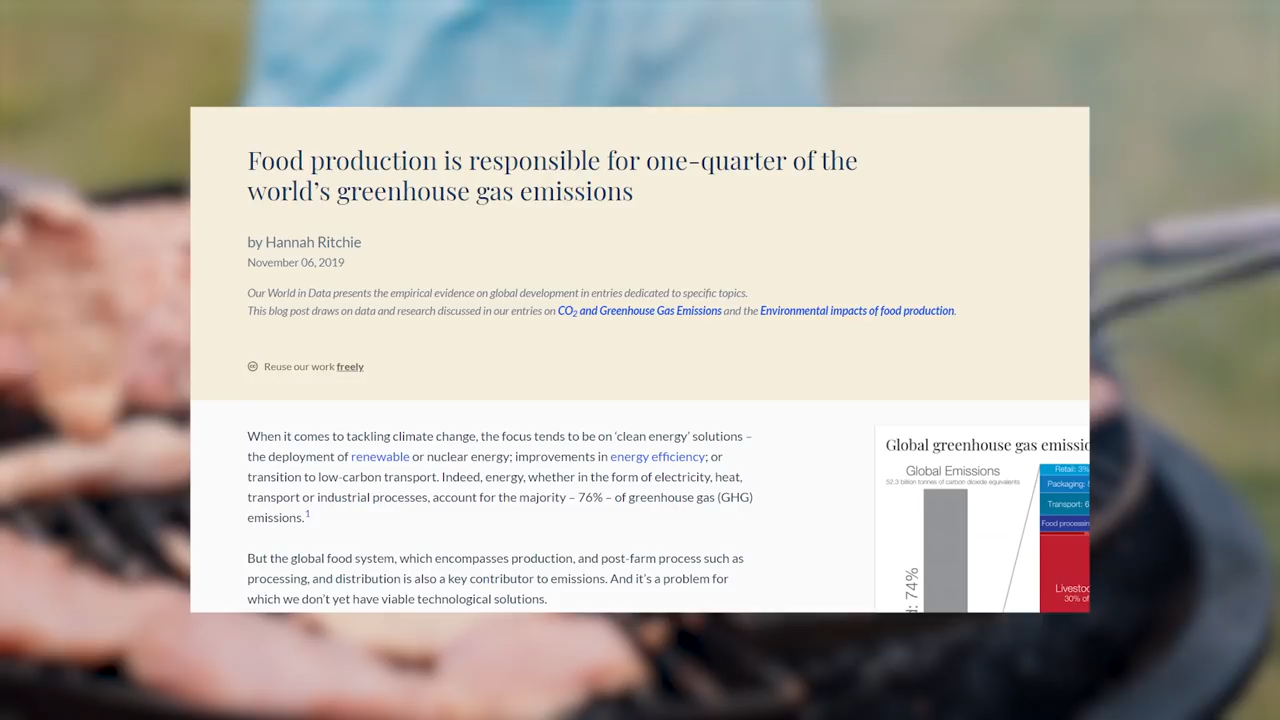 Food production is responsible for one-quarter of the
world's greenhouse gas emissions
by Hannah Ritchie
November 06, 2019
Our World in Data presents the empirical evidence on global development in entries dedicated to specific topics.
This blog post draws on data and research discussed in our entries on CO₂ and Greenhouse Gas Emissions and the Environmental impacts of food production.
Reuse our work freely
When it comes to tackling climate change, the focus tends to be on ‘clean energy’ solutions –
the deployment of renewable or nuclear energy; improvements in energy efficiency; or
transition to low-carbon transport. Indeed, energy, whether in the form of electricity, heat,
transport or industrial processes, account for the majority – 76% – of greenhouse gas (GHG)
emissions.¹
But the global food system, which encompasses production, and post-farm process such as
processing, and distribution is also a key contributor to emissions. And it's a problem for
which we don't yet have viable technological solutions.
Global greenhouse gas emissio
Global Emissions
52.3 billion tonnes of carbon dioxide equivalents
Retail: 3%
Packaging:
Transport: 6
Food processin
Livestoc
30% of
: 74%